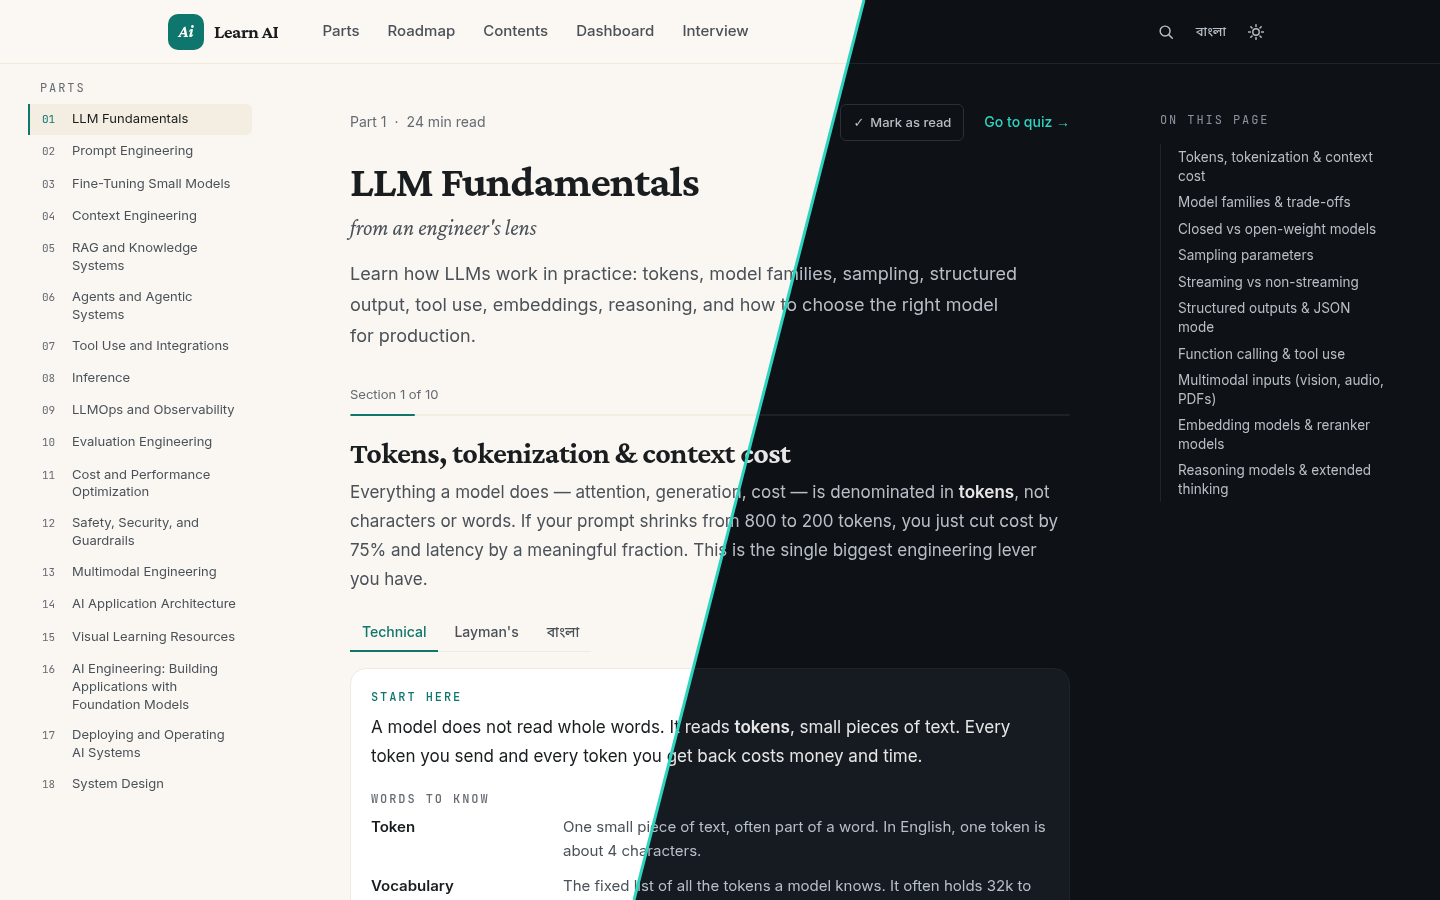 Ai Learn AI Parts Roadmap Contents Dashboard Interview বাংলা
PARTS
01 LLM Fundamentals
02 Prompt Engineering
03 Fine-Tuning Small Models
04 Context Engineering
05 RAG and Knowledge
Systems
06 Agents and Agentic
Systems
07 Tool Use and Integrations
08 Inference
09 LLMOps and Observability
10 Evaluation Engineering
11 Cost and Performance
Optimization
12 Safety, Security, and
Guardrails
13 Multimodal Engineering
14 AI Application Architecture
15 Visual Learning Resources
16 AI Engineering: Building
Applications with
Foundation Models
17 Deploying and Operating
AI Systems
18 System Design
Part 1 · 24 min read ✓ Mark as read Go to quiz →
LLM Fundamentals
from an engineer's lens
Learn how LLMs work in practice: tokens, model families, sampling, structured
output, tool use, embeddings, reasoning, and how to choose the right model
for production.
Section 1 of 10
Tokens, tokenization & context cost
Everything a model does — attention, generation, cost — is denominated in tokens, not
characters or words. If your prompt shrinks from 800 to 200 tokens, you just cut cost by
75% and latency by a meaningful fraction. This is the single biggest engineering lever
you have.
Technical Layman's বাংলা
START HERE
A model does not read whole words. It reads tokens, small pieces of text. Every
token you send and every token you get back costs money and time.
WORDS TO KNOW
Token One small piece of text, often part of a word. In English, one token is
about 4 characters.
Vocabulary The fixed list of all the tokens a model knows. It often holds 32k to
ON THIS PAGE
Tokens, tokenization & context
cost
Model families & trade-offs
Closed vs open-weight models
Sampling parameters
Streaming vs non-streaming
Structured outputs & JSON
mode
Function calling & tool use
Multimodal inputs (vision, audio,
PDFs)
Embedding models & reranker
models
Reasoning models & extended
thinking